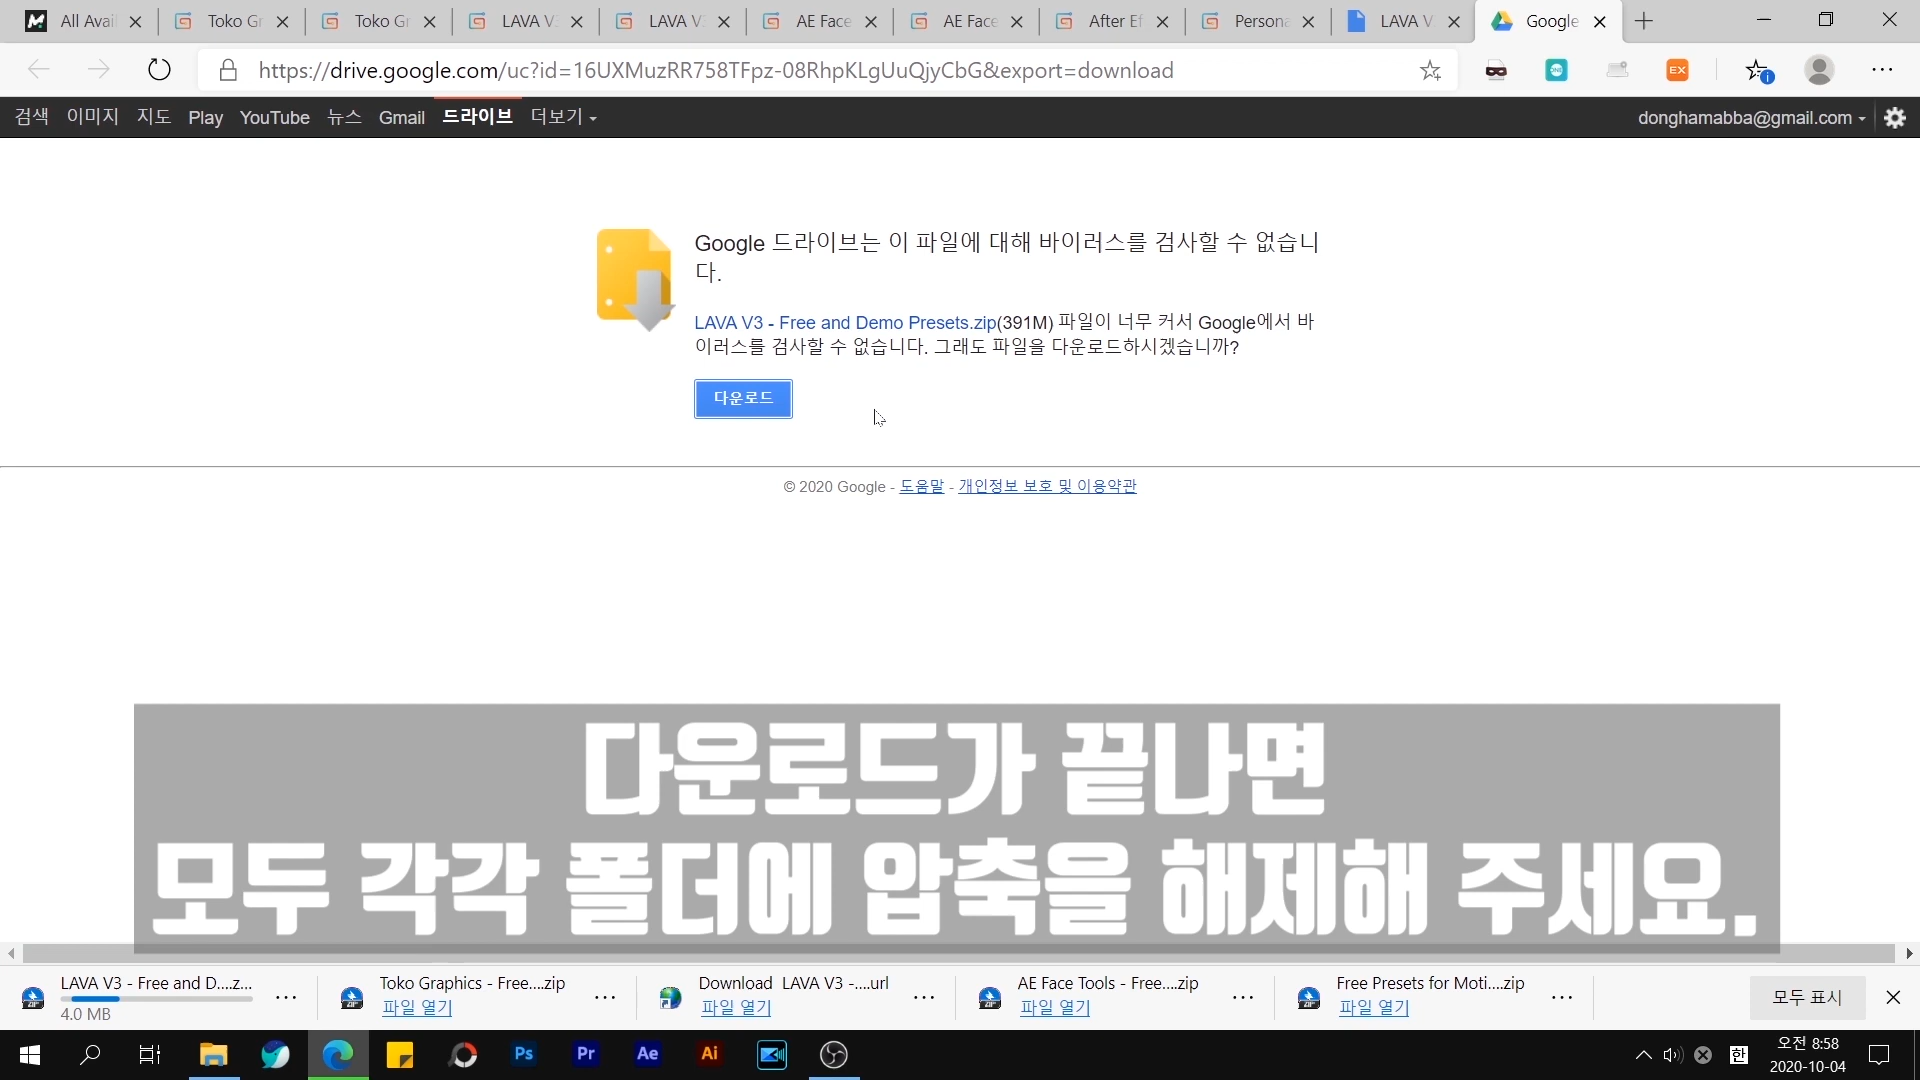 All Avail
Toko Gr
Toko Gr
LAVA V
LAVA V
AE Face
AE Face
After Ef
Persona
LAVA V
Google
https://drive.google.com/uc?id=16UXMuzRR758TFpz-08RhpKLgUuQjyCbG&export=download
검색 이미지 지도 Play YouTube 뉴스 Gmail 드라이브 더보기
donghamabba@gmail.com
Google 드라이브는 이 파일에 대해 바이러스를 검사할 수 없습니
다.
LAVA V3 - Free and Demo Presets.zip(391M) 파일이 너무 커서 Google에서 바
이러스를 검사할 수 없습니다. 그래도 파일을 다운로드하시겠습니까?
다운로드
© 2020 Google - 도움말 - 개인정보 보호 및 이용약관
다운로드가 끝나면
모두 각각 폴더에 압축을 해제해 주세요.
LAVA V3 - Free and D....z...
4.0 MB
Toko Graphics - Free....zip
파일 열기
Download LAVA V3 -....url
파일 열기
AE Face Tools - Free....zip
파일 열기
Free Presets for Moti....zip
파일 열기
모두 표시
Ps Pr Ae Ai
한
오전 8:58
2020-10-04